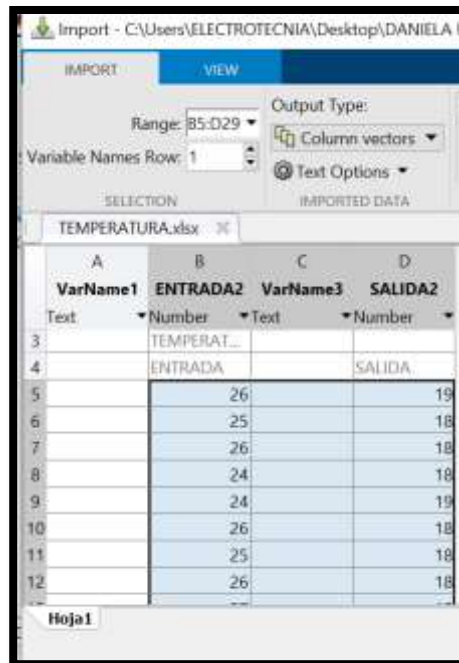 Import - C:\Users\ELECTROTECNIA\Desktop\DANIELA
IMPORT VIEW
Range: B5:D29
Variable Names Row: 1
SELECTION
Output Type:
Column vectors
Text Options
IMPORTED DATA
TEMPERATURA.xlsx
A B C D
VarName1 ENTRADA2 VarName3 SALIDA2
Text Number Text Number
3 TEMPERAT...
4 ENTRADA SALIDA
5 26 19
6 25 18
7 26 18
8 24 18
9 24 19
10 26 18
11 25 18
12 26 18
Hoja1